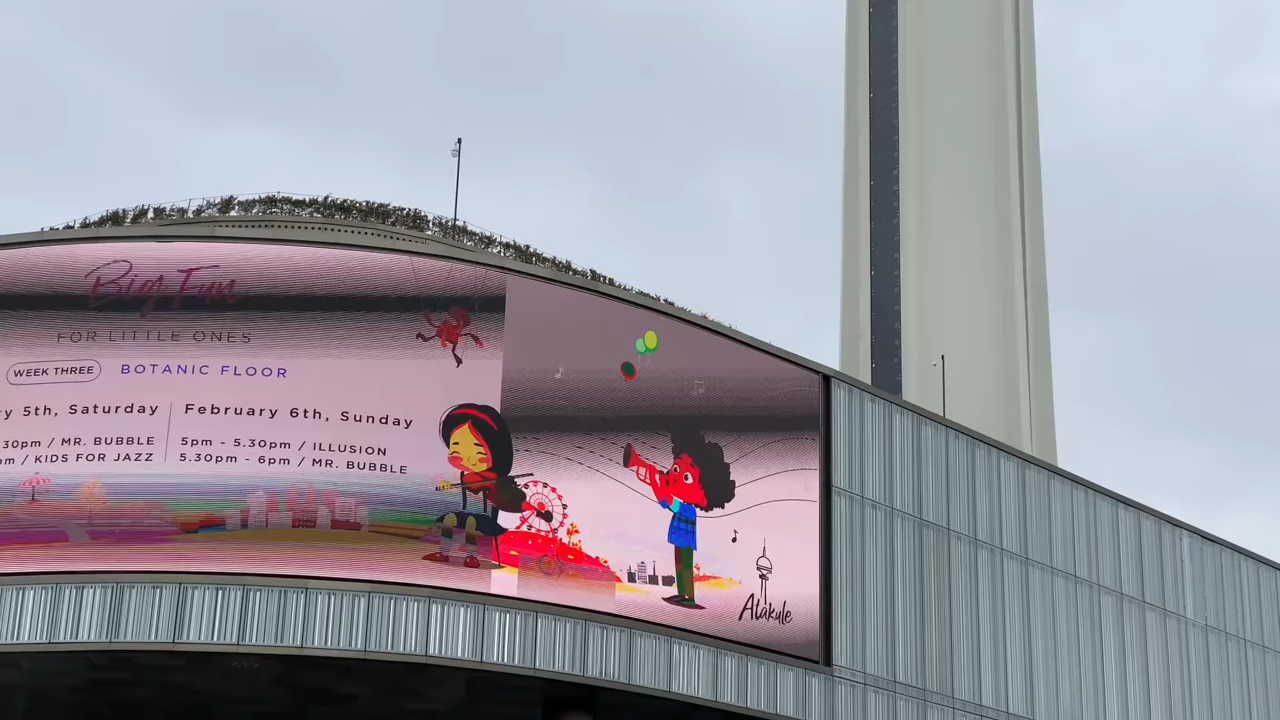 Big Fun
FOR LITTLE ONES
WEEK THREE BOTANIC FLOOR
y 5th, Saturday
30pm / MR. BUBBLE
m / KIDS FOR JAZZ
February 6th, Sunday
5pm - 5.30pm / ILLUSION
5.30pm - 6pm / MR. BUBBLE
Atakule